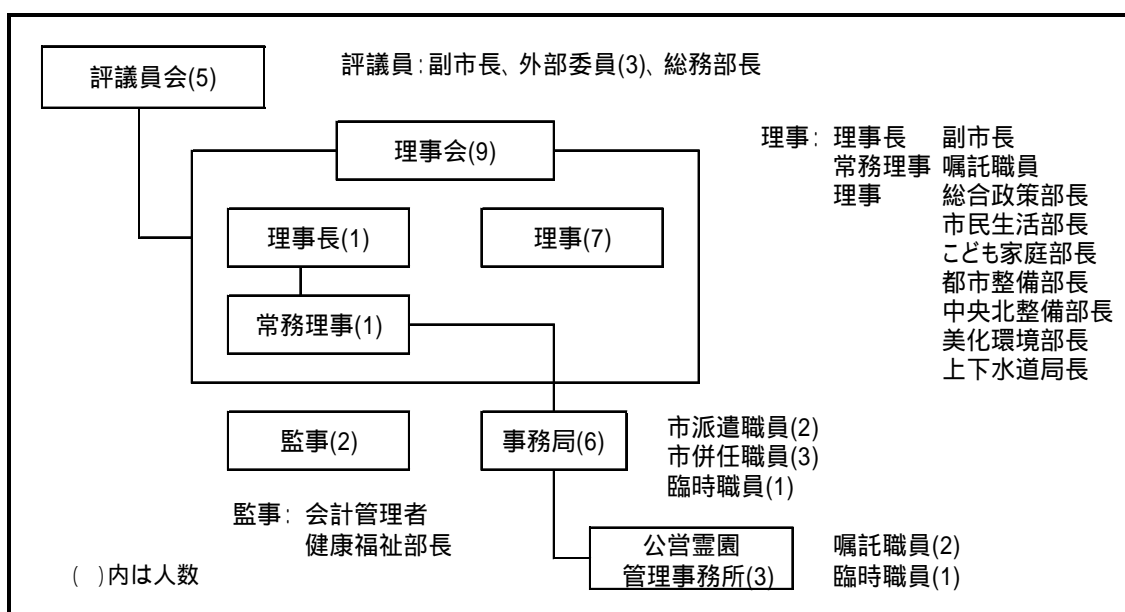 評議員会(5)
評議員:副市長、外部委員(3)、総務部長
理事会(9)
理事: 理事長 副市長
常務理事 嘱託職員
理事 総合政策部長
市民生活部長
こども家庭部長
都市整備部長
中央北整備部長
美化環境部長
上下水道局長
理事長(1)
理事(7)
常務理事(1)
監事(2)
事務局(6)
市派遣職員(2)
市併任職員(3)
臨時職員(1)
監事: 会計管理者
健康福祉部長
公営霊園
管理事務所(3)
嘱託職員(2)
臨時職員(1)
( )内は人数